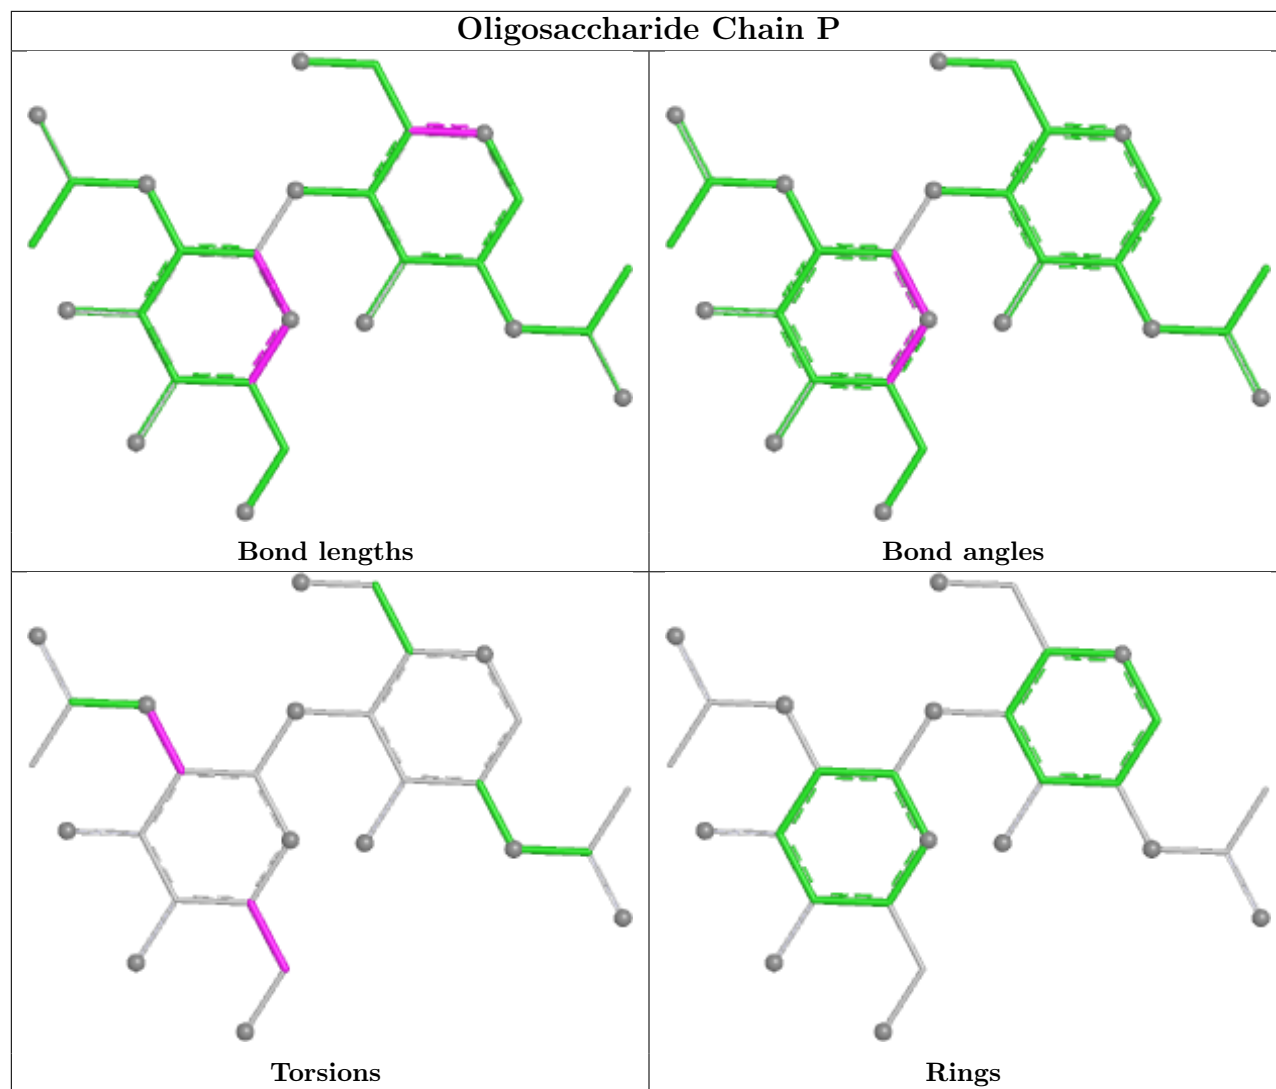 Oligosaccharide Chain P
Bond lengths
Bond angles
Torsions
Rings